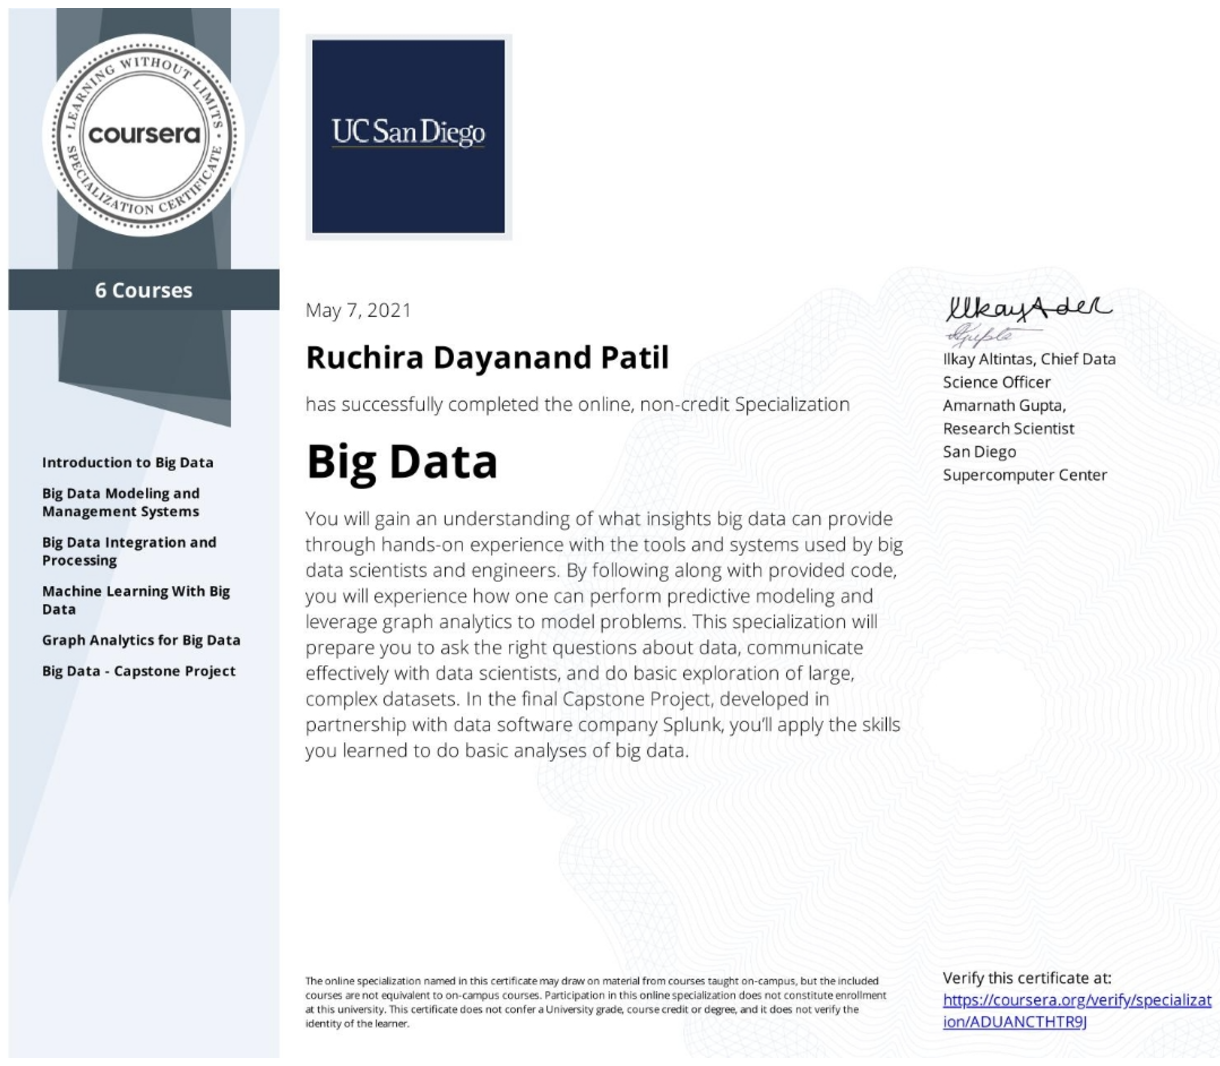 LEARNING WITHOUT LIMITS
coursera
SPECIALIZATION CERTIFICATE
6 Courses
Introduction to Big Data
Big Data Modeling and
Management Systems
Big Data Integration and
Processing
Machine Learning With Big
Data
Graph Analytics for Big Data
Big Data - Capstone Project
UC San Diego
May 7, 2021
Ruchira Dayanand Patil
has successfully completed the online, non-credit Specialization
Big Data
You will gain an understanding of what insights big data can provide
through hands-on experience with the tools and systems used by big
data scientists and engineers. By following along with provided code,
you will experience how one can perform predictive modeling and
leverage graph analytics to model problems. This specialization will
prepare you to ask the right questions about data, communicate
effectively with data scientists, and do basic exploration of large,
complex datasets. In the final Capstone Project, developed in
partnership with data software company Splunk, you'll apply the skills
you learned to do basic analyses of big data.
Ilkay Altintas, Chief Data
Science Officer
Amarnath Gupta,
Research Scientist
San Diego
Supercomputer Center
The online specialization named in this certificate may draw on material from courses taught on-campus, but the included
courses are not equivalent to on-campus courses. Participation in this online specialization does not constitute enrollment
at this university. This certificate does not confer a University grade, course credit or degree, and it does not verify the
identity of the learner.
Verify this certificate at:
https://coursera.org/verify/specializat
ion/ADUANCTHTR9J